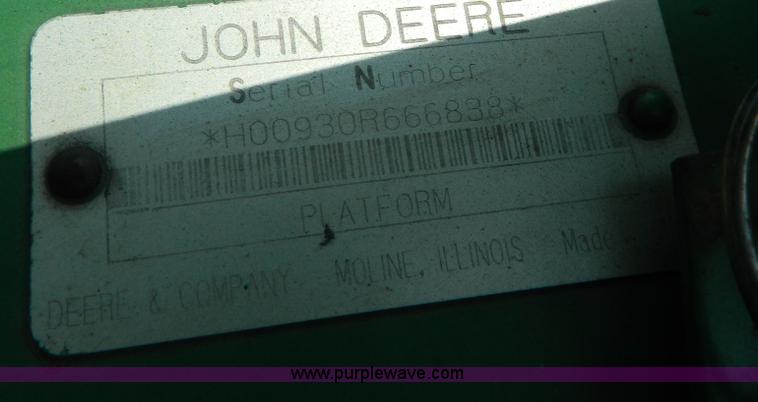 JOHN DEERE
Serial Number
*H00930R666838*
PLATFORM
DEERE & COMPANY MOLINE, ILLINOIS Made
www.purplewave.com